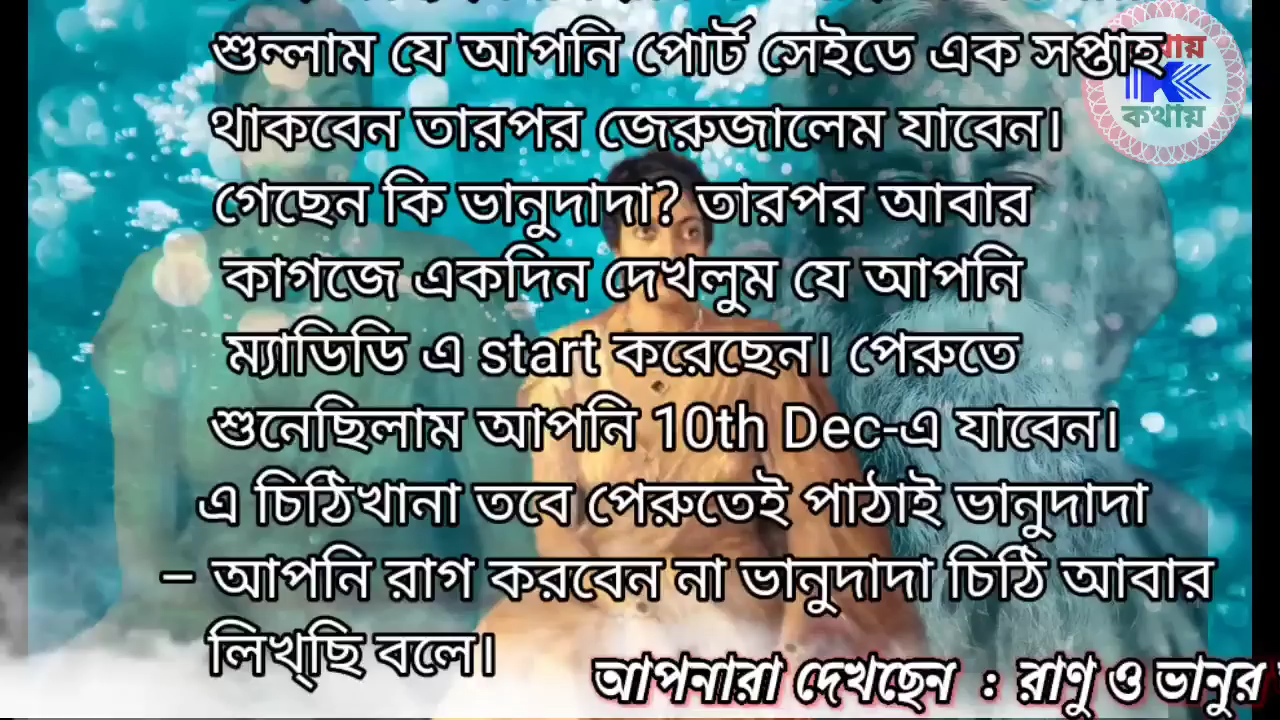 শুন্লাম যে আপনি পোর্ট সেইডে এক সপ্তাহ
থাকবেন তারপর জেরুজালেম যাবেন।
গেছেন কি ভানুদাদা? তারপর আবার
কাগজে একদিন দেখলুম যে আপনি
ম্যাডিডি এ start করেছেন। পেরুতে
শুনেছিলাম আপনি 10th Dec-এ যাবেন।
এ চিঠিখানা তবে পেরুতেই পাঠাই ভানুদাদা
– আপনি রাগ করবেন না ভানুদাদা চিঠি আবার
লিখ্ছি বলে।
আপনারা দেখছেন : রাণু ও ভানুর
K
কথায়